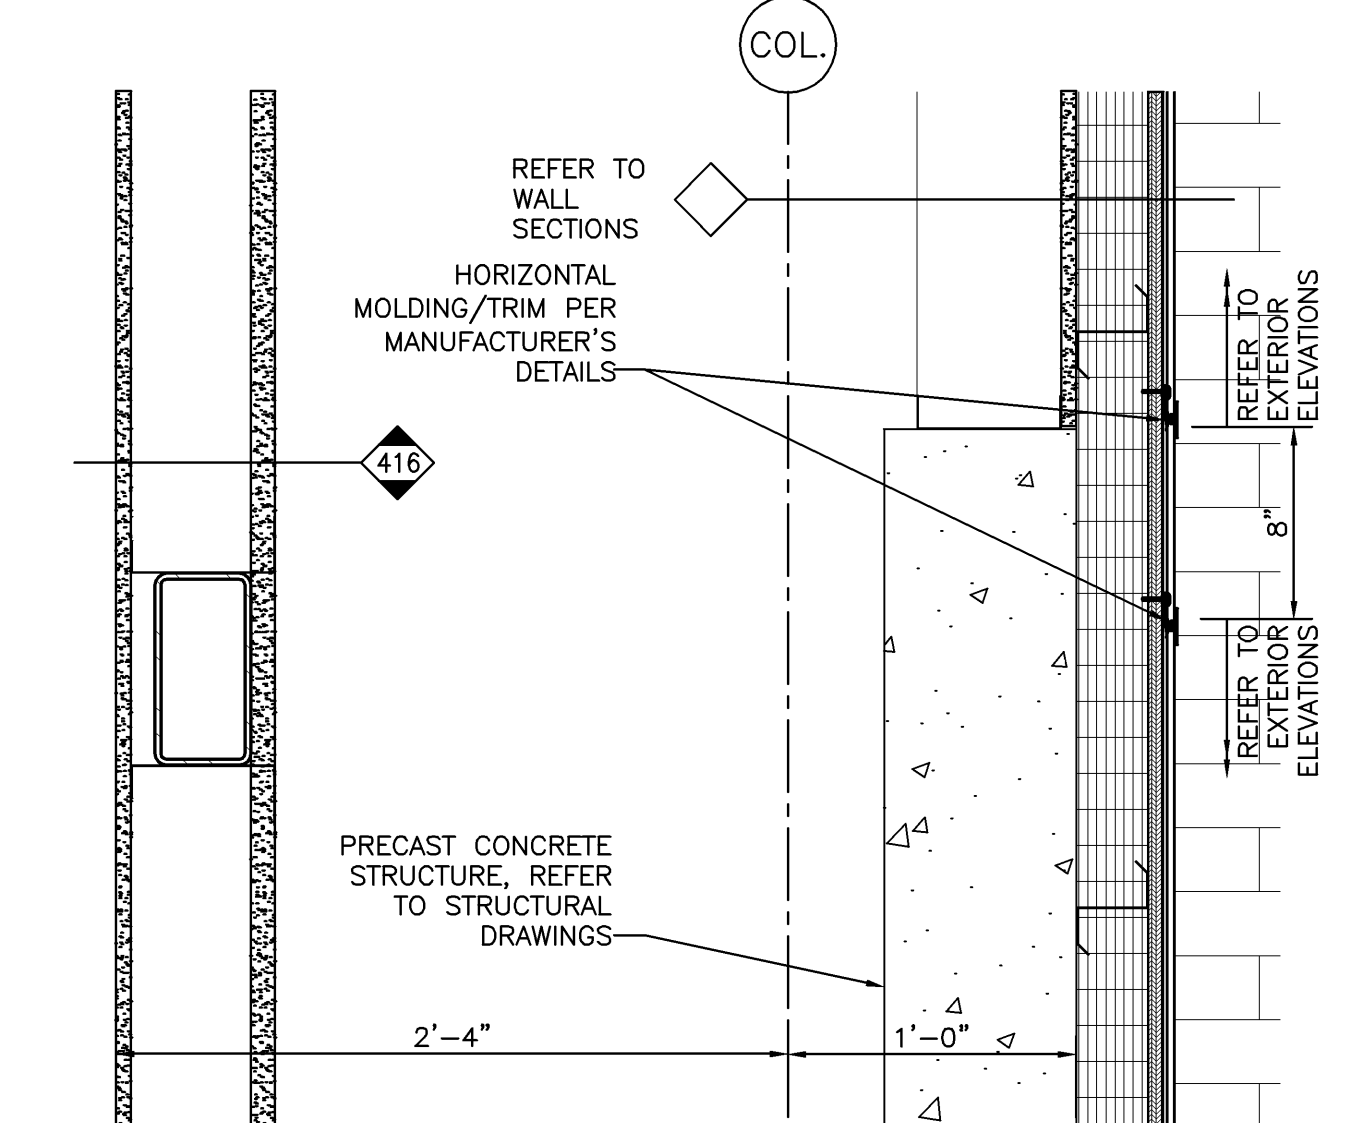 COL.
REFER TO
WALL
SECTIONS
HORIZONTAL
MOLDING/TRIM PER
MANUFACTURER'S
DETAILS
REFER TO
EXTERIOR
ELEVATIONS
416
8"
REFER TO
EXTERIOR
ELEVATIONS
PRECAST CONCRETE
STRUCTURE, REFER
TO STRUCTURAL
DRAWINGS
2'-4"
1'-0"